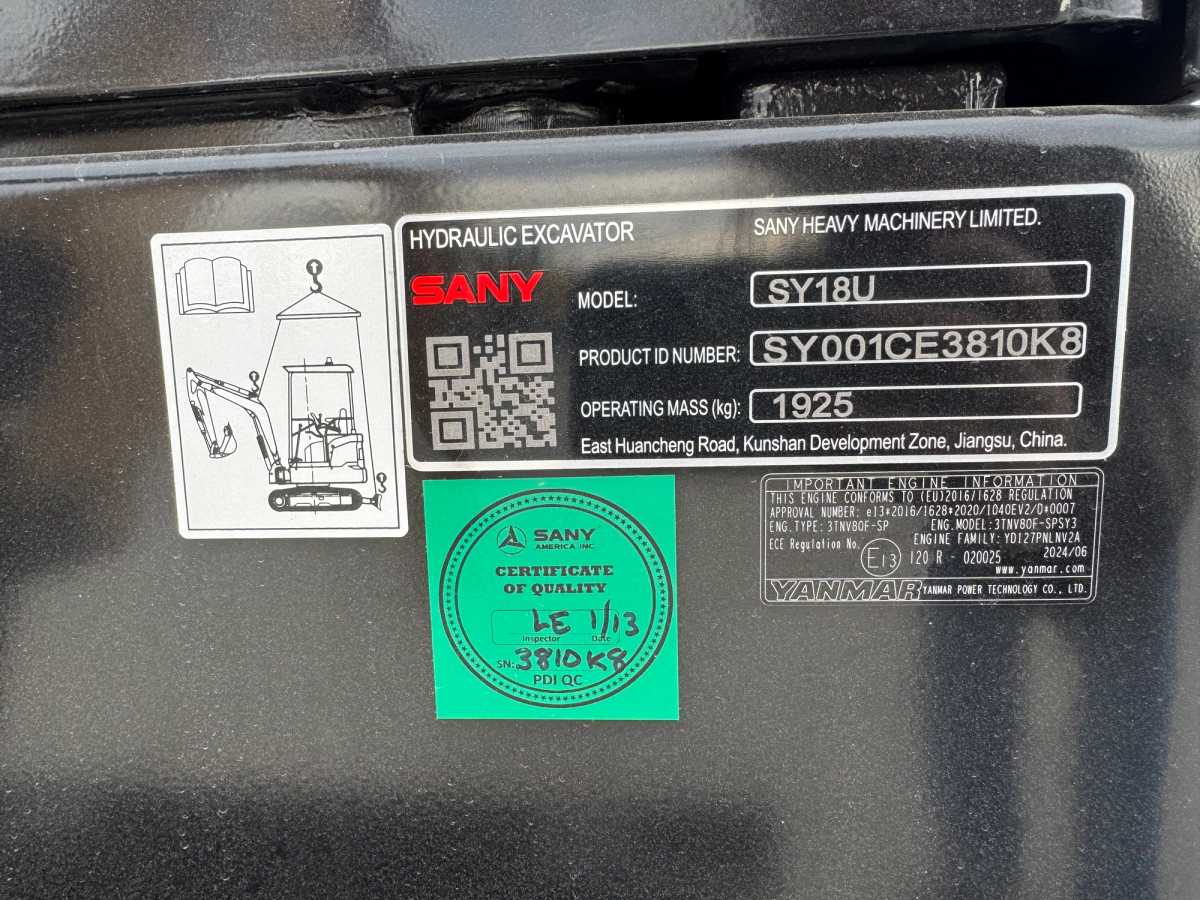 HYDRAULIC EXCAVATOR
SANY HEAVY MACHINERY LIMITED.
SANY
MODEL: SY18U
PRODUCT ID NUMBER: SY001CE3810K8
OPERATING MASS (kg): 1925
East Huancheng Road, Kunshan Development Zone, Jiangsu, China.
SANY
AMERICA INC
CERTIFICATE
OF QUALITY
LE 1/13
Inspector Date
SN: 3810K8
PDI QC
IMPORTANT ENGINE INFORMATION
THIS ENGINE CONFORMS TO (EU)2016/1628 REGULATION
APPROVAL NUMBER: e13*2016/1628*2020/1040EV2/D*0007
ENG. TYPE: 3TNV80F-SP ENG. MODEL: 3TNV80F-SPSY3
ENGINE FAMILY: YDI27PNLNV2A
ECE Regulation No. E13 120 R - 020025 2024/06
www.yanmar.com
YANMAR YANMAR POWER TECHNOLOGY CO., LTD.